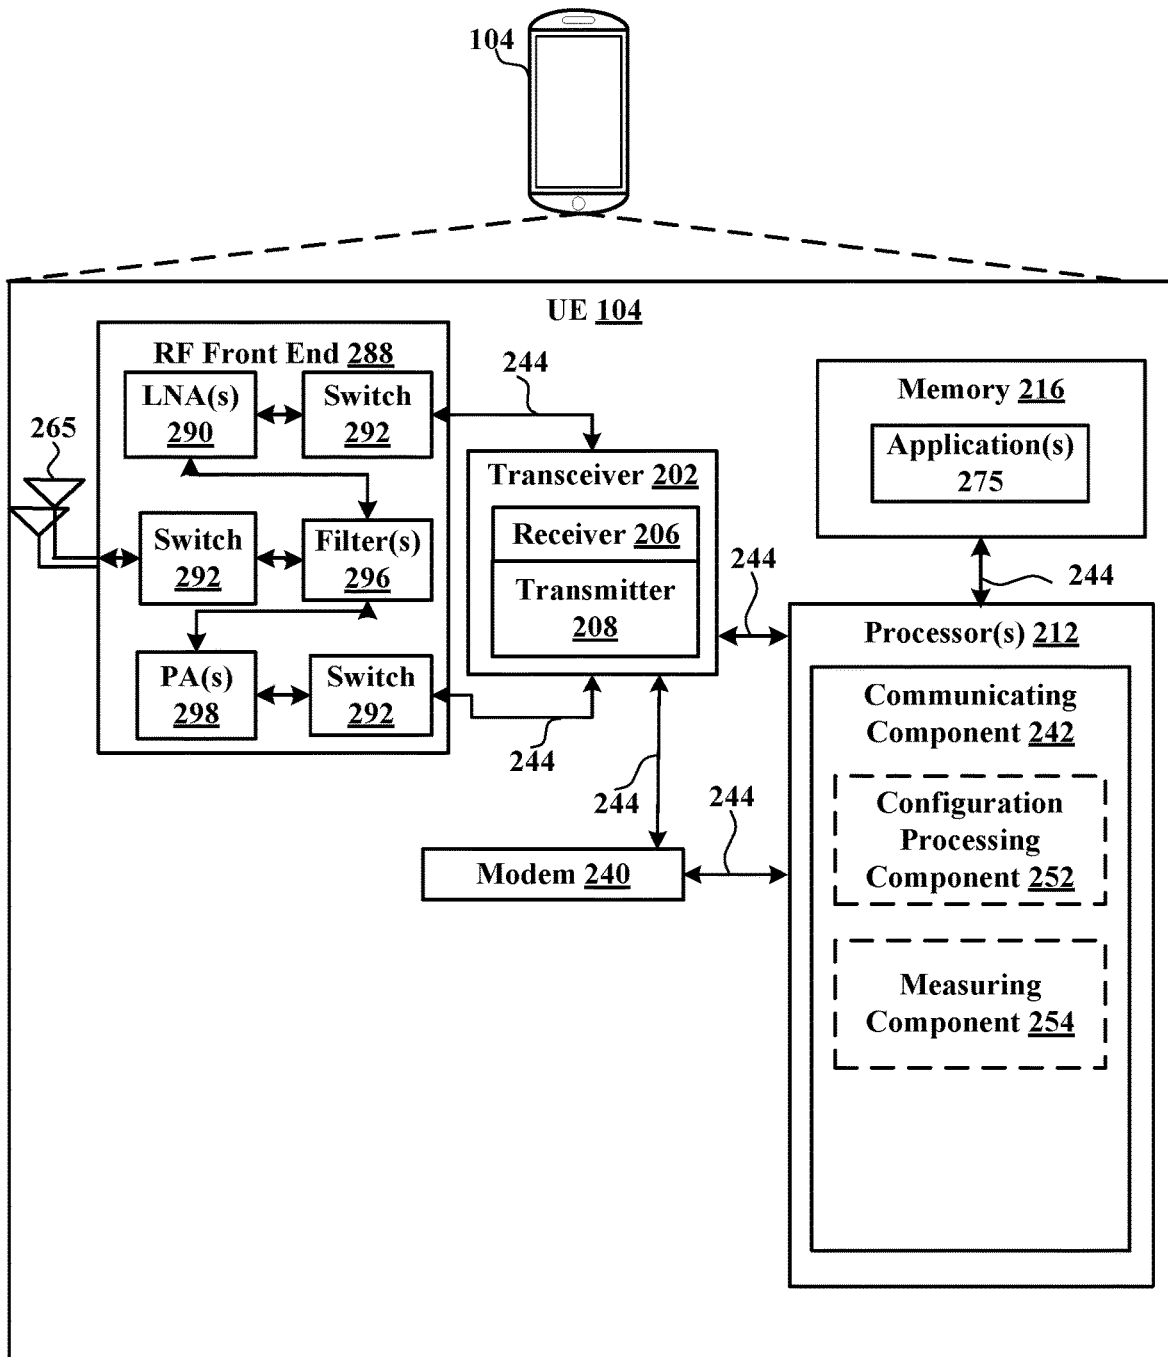 104
UE 104
RF Front End 288
LNA(s)
290
Switch
292
244
265
Switch
292
Filter(s)
296
PA(s)
298
Switch
292
244
Transceiver 202
Receiver 206
Transmitter
208
244
244
Modem 240
244
Memory 216
Application(s)
275
244
Processor(s) 212
Communicating
Component 242
Configuration
Processing
Component 252
Measuring
Component 254